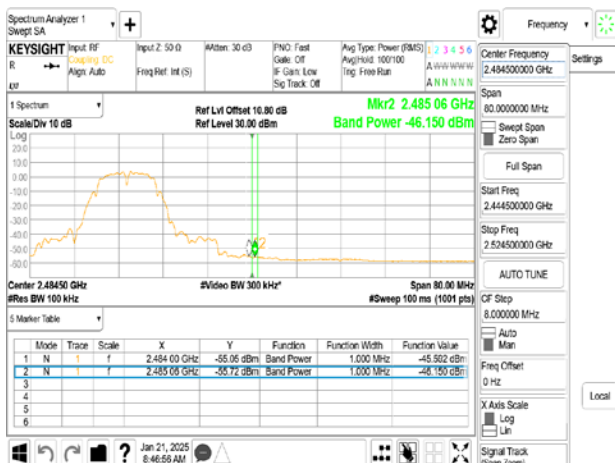 Spectrum Analyzer 1
Swept SA
+
Frequency
KEYSIGHT
Input: RF
Coupling: DC
Align: Auto
Input Z: 50 Ω
Freq Ref: Int (S)
#Atten: 30 dB
PNO: Fast
Gate: Off
IF Gain: Low
Sig Track: Off
Avg Type: Power (RMS)
Avg|Hold: 100/100
Trig: Free Run
1 2 3 4 5 6
A W W W W W
A N N N N N
R
LXI
Center Frequency
2.484500000 GHz
Settings
Span
80.0000000 MHz
Swept Span
Zero Span
Full Span
Start Freq
2.444500000 GHz
Stop Freq
2.524500000 GHz
AUTO TUNE
CF Step
8.000000 MHz
Auto
Man
Freq Offset
0 Hz
X Axis Scale
Log
Lin
Signal Track
(Span Zoom)
Local
1 Spectrum
Scale/Div 10 dB
Ref Lvl Offset 10.80 dB
Ref Level 30.00 dBm
Mkr2 2.485 06 GHz
Band Power -46.150 dBm
Log
20.0
10.0
0.00
-10.0
-20.0
-30.0
-40.0
-50.0
-60.0
Center 2.48450 GHz
#Res BW 100 kHz
#Video BW 300 kHz*
Span 80.00 MHz
#Sweep 100 ms (1001 pts)
5 Marker Table
Mode Trace Scale X Y Function Function Width Function Value
1 N 1 f 2.484 00 GHz -55.05 dBm Band Power 1.000 MHz -45.502 dBm
2 N 1 f 2.485 06 GHz -55.72 dBm Band Power 1.000 MHz -46.150 dBm
3
4
5
6
?
Jan 21, 2025
8:46:56 AM